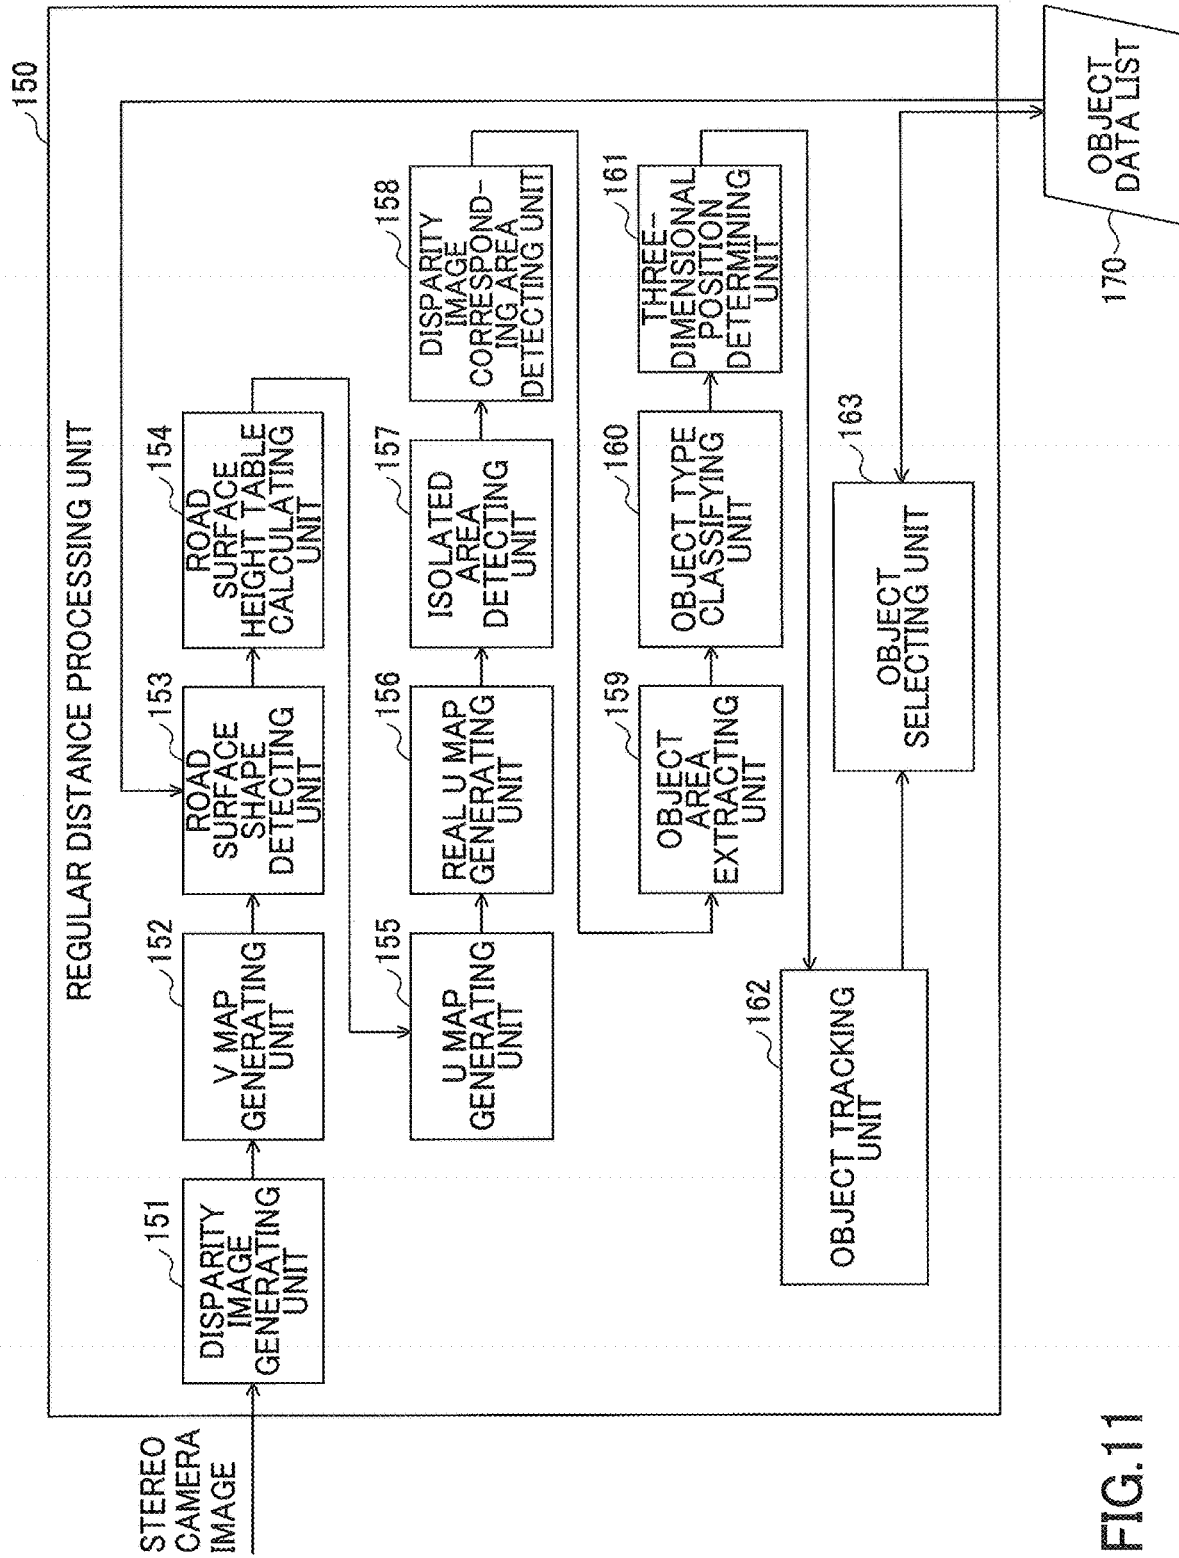 REGULAR DISTANCE PROCESSING UNIT
150
STEREO
CAMERA
IMAGE
151
DISPARITY
IMAGE
GENERATING
UNIT
152
V MAP
GENERATING
UNIT
153
ROAD
SURFACE
SHAPE
DETECTING
UNIT
154
ROAD
SURFACE
HEIGHT TABLE
CALCULATING
UNIT
155
U MAP
GENERATING
UNIT
156
REAL U MAP
GENERATING
UNIT
157
ISOLATED
AREA
DETECTING
UNIT
158
DISPARITY
IMAGE
CORRESPOND-
ING AREA
DETECTING UNIT
159
OBJECT
AREA
EXTRACTING
UNIT
160
OBJECT TYPE
CLASSIFYING
UNIT
161
THREE-
DIMENSIONAL
POSITION
DETERMINING
UNIT
162
OBJECT TRACKING
UNIT
163
OBJECT
SELECTING UNIT
170
OBJECT
DATA LIST
FIG.11